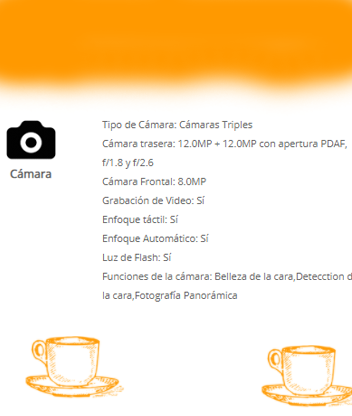 Tipo de Cámara: Cámaras Triples
Cámara trasera: 12.0MP + 12.0MP con apertura PDAF,
f/1.8 y f/2.6
Cámara
Cámara Frontal: 8.0MP
Grabación de Video: Sí
Enfoque táctil: Sí
Enfoque Automático: Sí
Luz de Flash: Sí
Funciones de la cámara: Belleza de la cara,Detecction d
la cara,Fotografía Panorámica